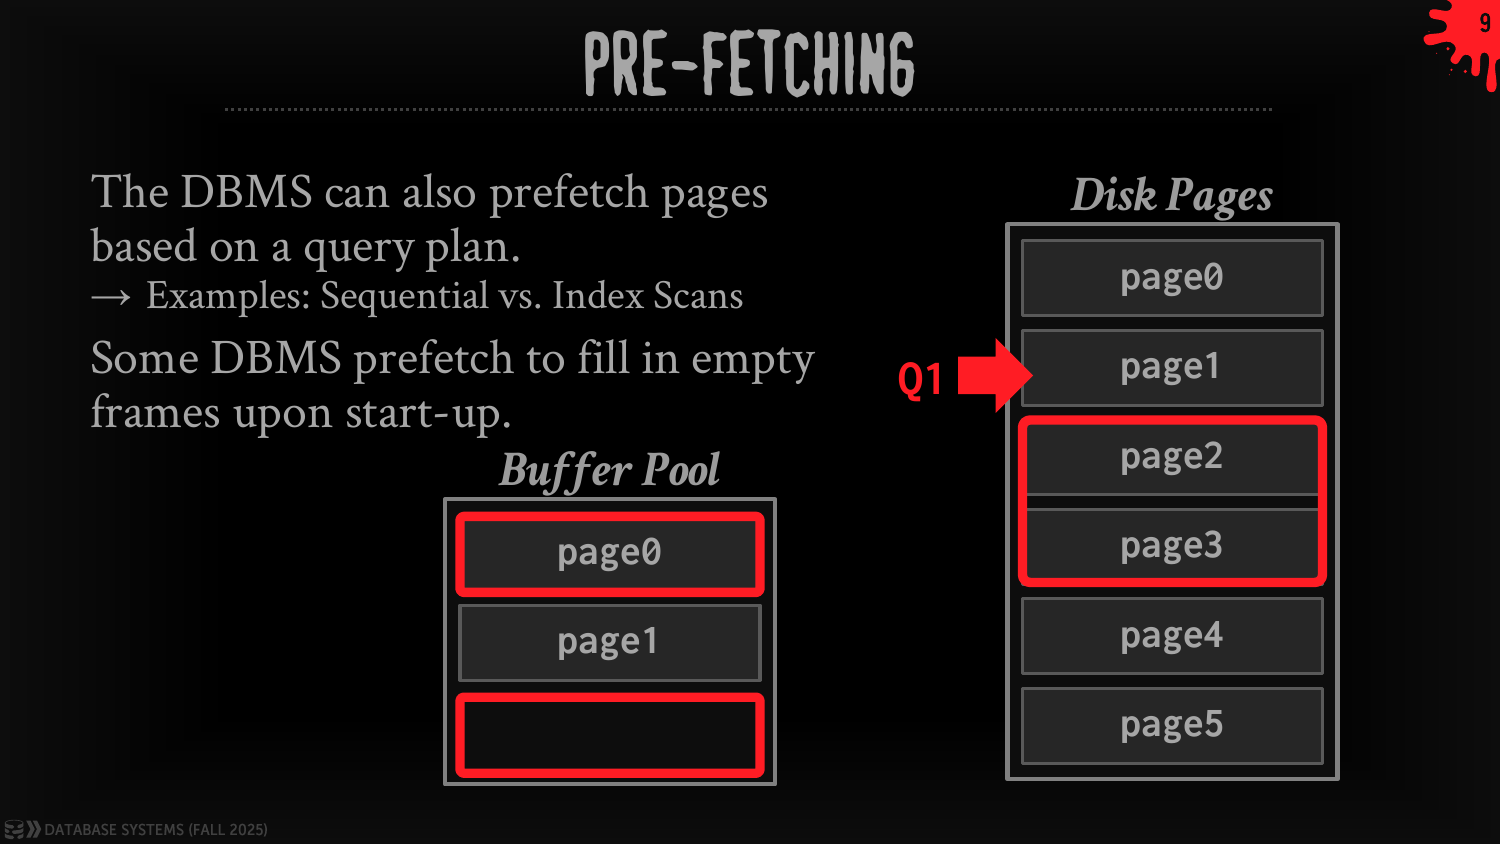 PRE-FETCHING
9
The DBMS can also prefetch pages
based on a query plan.
→ Examples: Sequential vs. Index Scans
Some DBMS prefetch to fill in empty
frames upon start-up.
Buffer Pool
page0
page1
Q1
Disk Pages
page0
page1
page2
page3
page4
page5
DATABASE SYSTEMS (FALL 2025)